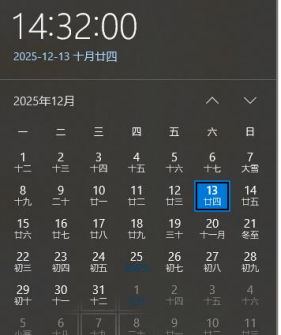 14:32:00
2025-12-13 十月廿四
2025年12月
一 二 三 四 五 六 日
1 2 3 4 5 6 7
十二 十三 十四 十五 十六 十七 大雪
8 9 10 11 12 13 14
十九 二十 廿一 廿二 廿三 廿四 廿五
15 16 17 18 19 20 21
廿六 廿七 廿八 廿九 三十 十一月 冬至
22 23 24 25 26 27 28
初三 初四 初五 初七 初八 初九
29 30 31 1 2 3 4
初十 十一 十二 十四 十五 十六
5 6 7 8 9 10 11